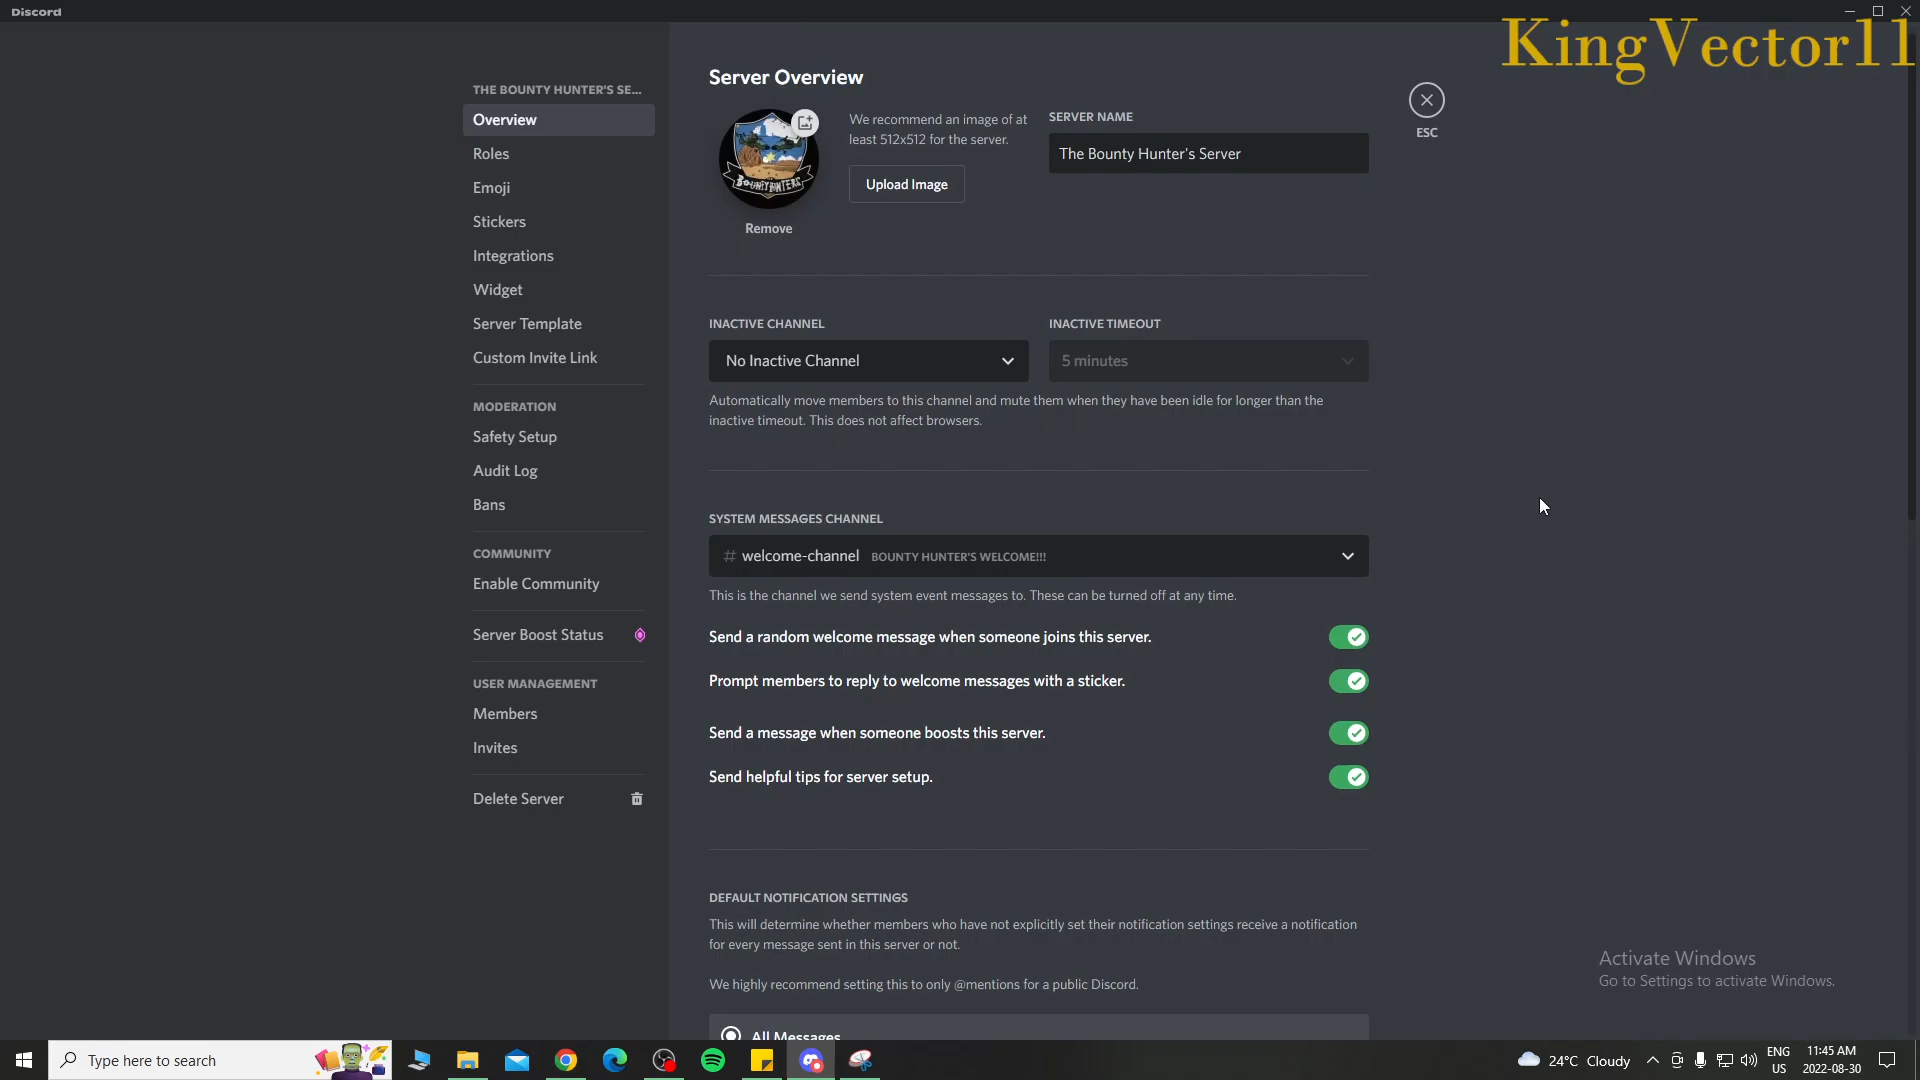 Discord
KingVector11
THE BOUNTY HUNTER'S SE...
Overview
Roles
Emoji
Stickers
Integrations
Widget
Server Template
Custom Invite Link
MODERATION
Safety Setup
Audit Log
Bans
COMMUNITY
Enable Community
Server Boost Status
USER MANAGEMENT
Members
Invites
Delete Server
Server Overview
BOUNTY HUNTERS
Remove
We recommend an image of at
least 512x512 for the server.
Upload Image
SERVER NAME
The Bounty Hunter's Server
ESC
INACTIVE CHANNEL
No Inactive Channel
INACTIVE TIMEOUT
5 minutes
Automatically move members to this channel and mute them when they have been idle for longer than the
inactive timeout. This does not affect browsers.
SYSTEM MESSAGES CHANNEL
# welcome-channel BOUNTY HUNTER'S WELCOME!!!
This is the channel we send system event messages to. These can be turned off at any time.
Send a random welcome message when someone joins this server.
Prompt members to reply to welcome messages with a sticker.
Send a message when someone boosts this server.
Send helpful tips for server setup.
DEFAULT NOTIFICATION SETTINGS
This will determine whether members who have not explicitly set their notification settings receive a notification
for every message sent in this server or not.
We highly recommend setting this to only @mentions for a public Discord.
All Messages
Activate Windows
Go to Settings to activate Windows.
Type here to search
24°C Cloudy
ENG
US
11:45 AM
2022-08-30